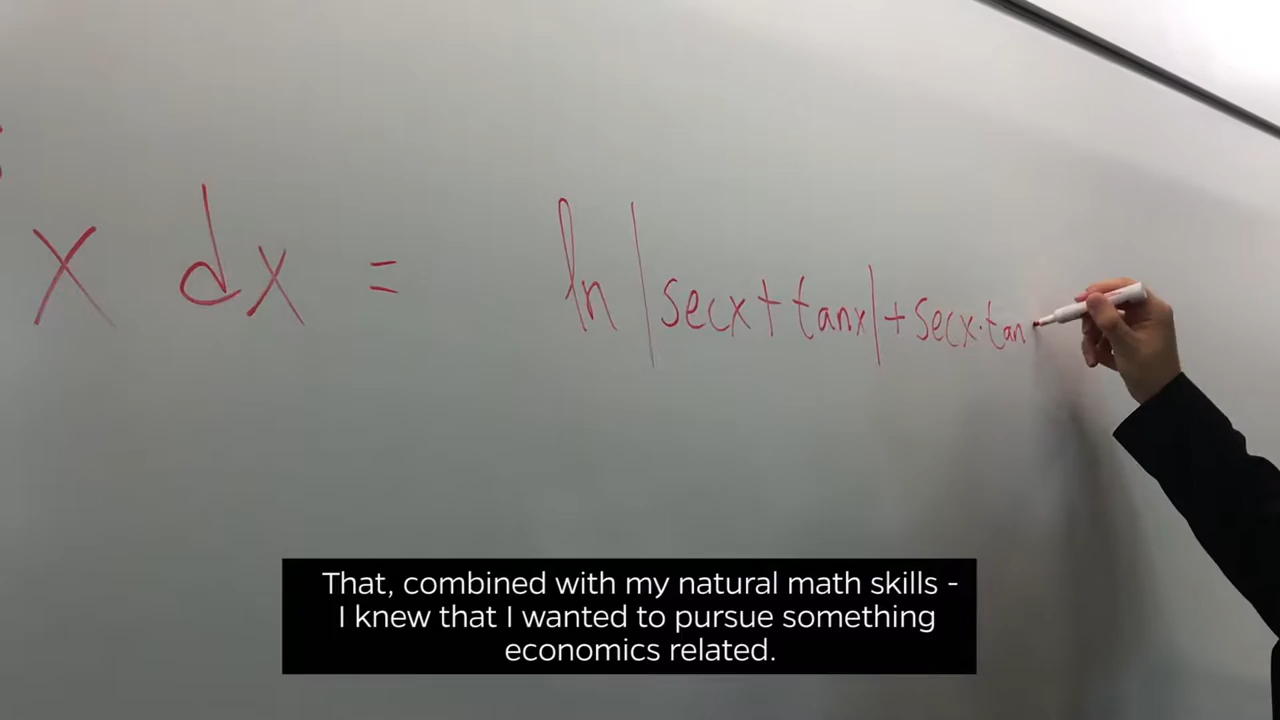 x dx = ln |secx + tanx| + secx·tan
That, combined with my natural math skills -
I knew that I wanted to pursue something
economics related.